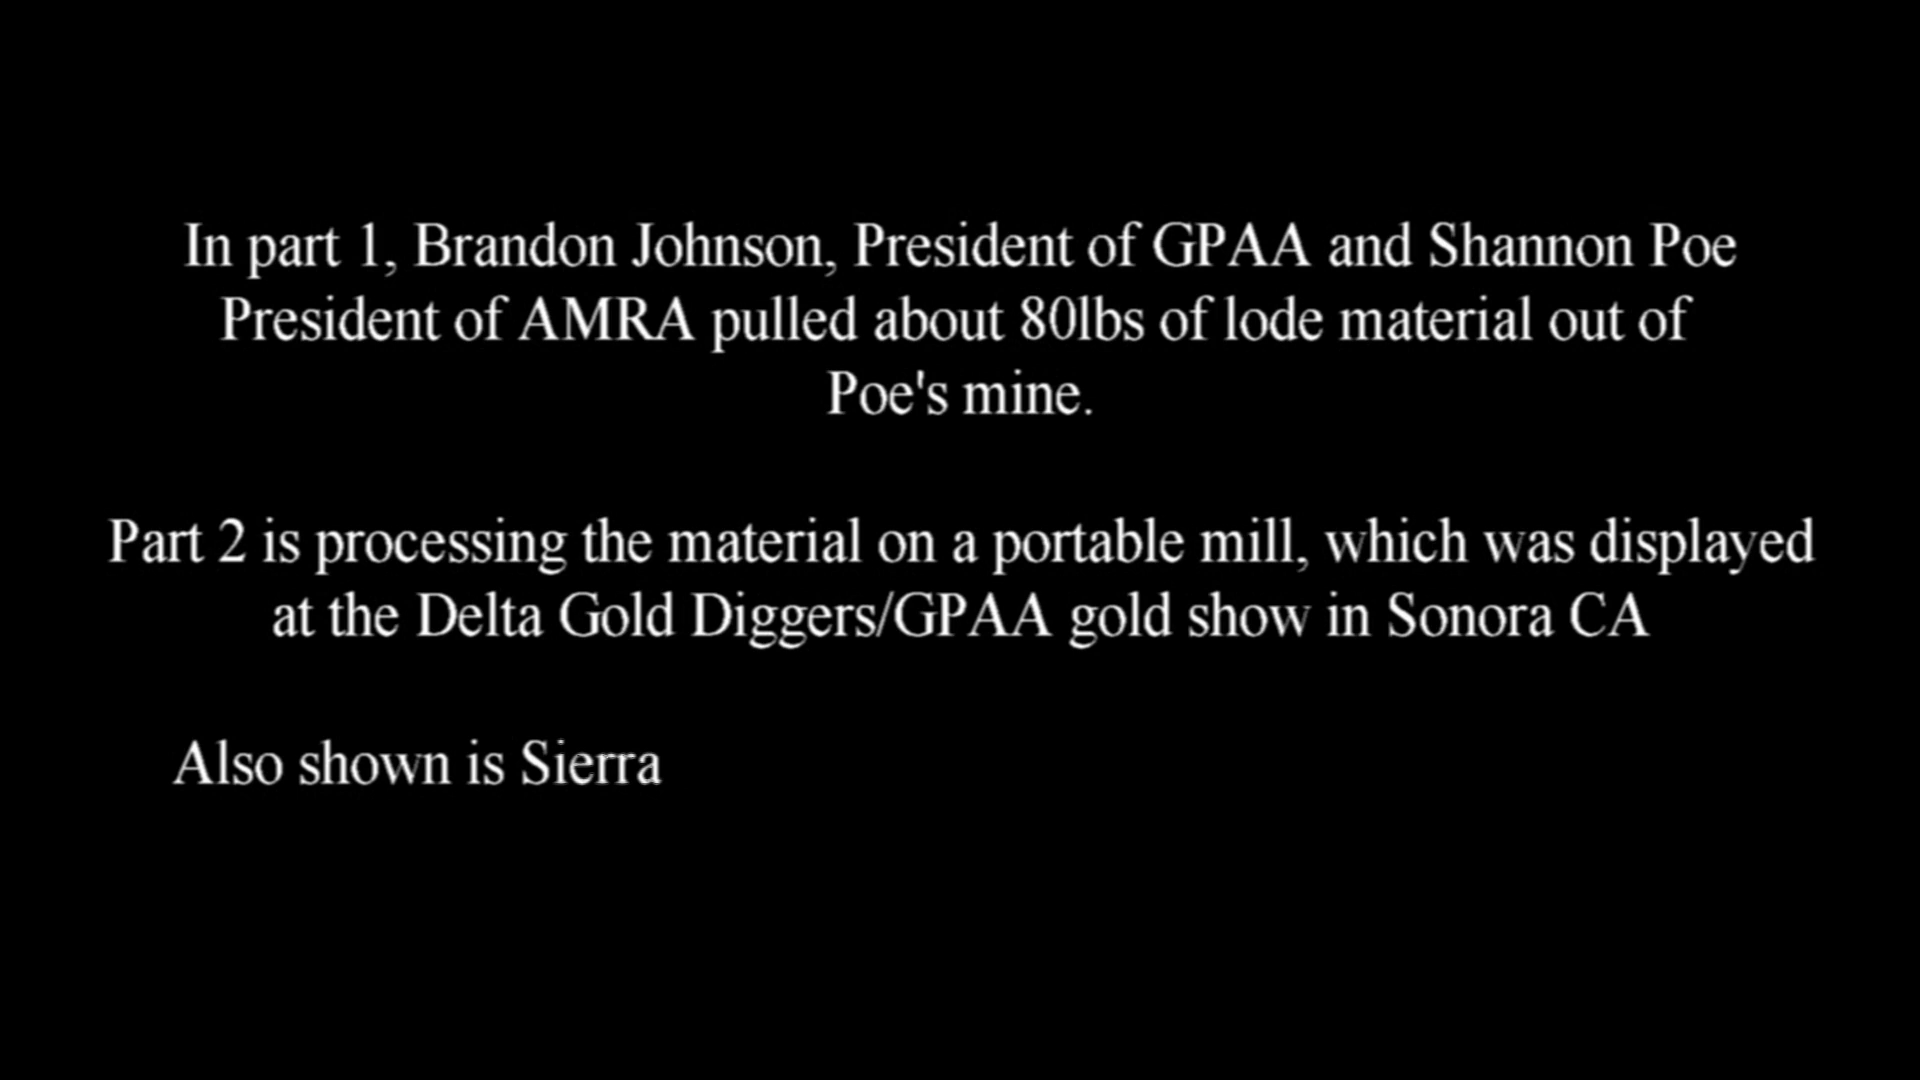 In part 1, Brandon Johnson, President of GPAA and Shannon Poe
President of AMRA pulled about 80lbs of lode material out of
Poe's mine.
Part 2 is processing the material on a portable mill, which was displayed
at the Delta Gold Diggers/GPAA gold show in Sonora CA
Also shown is Sierra